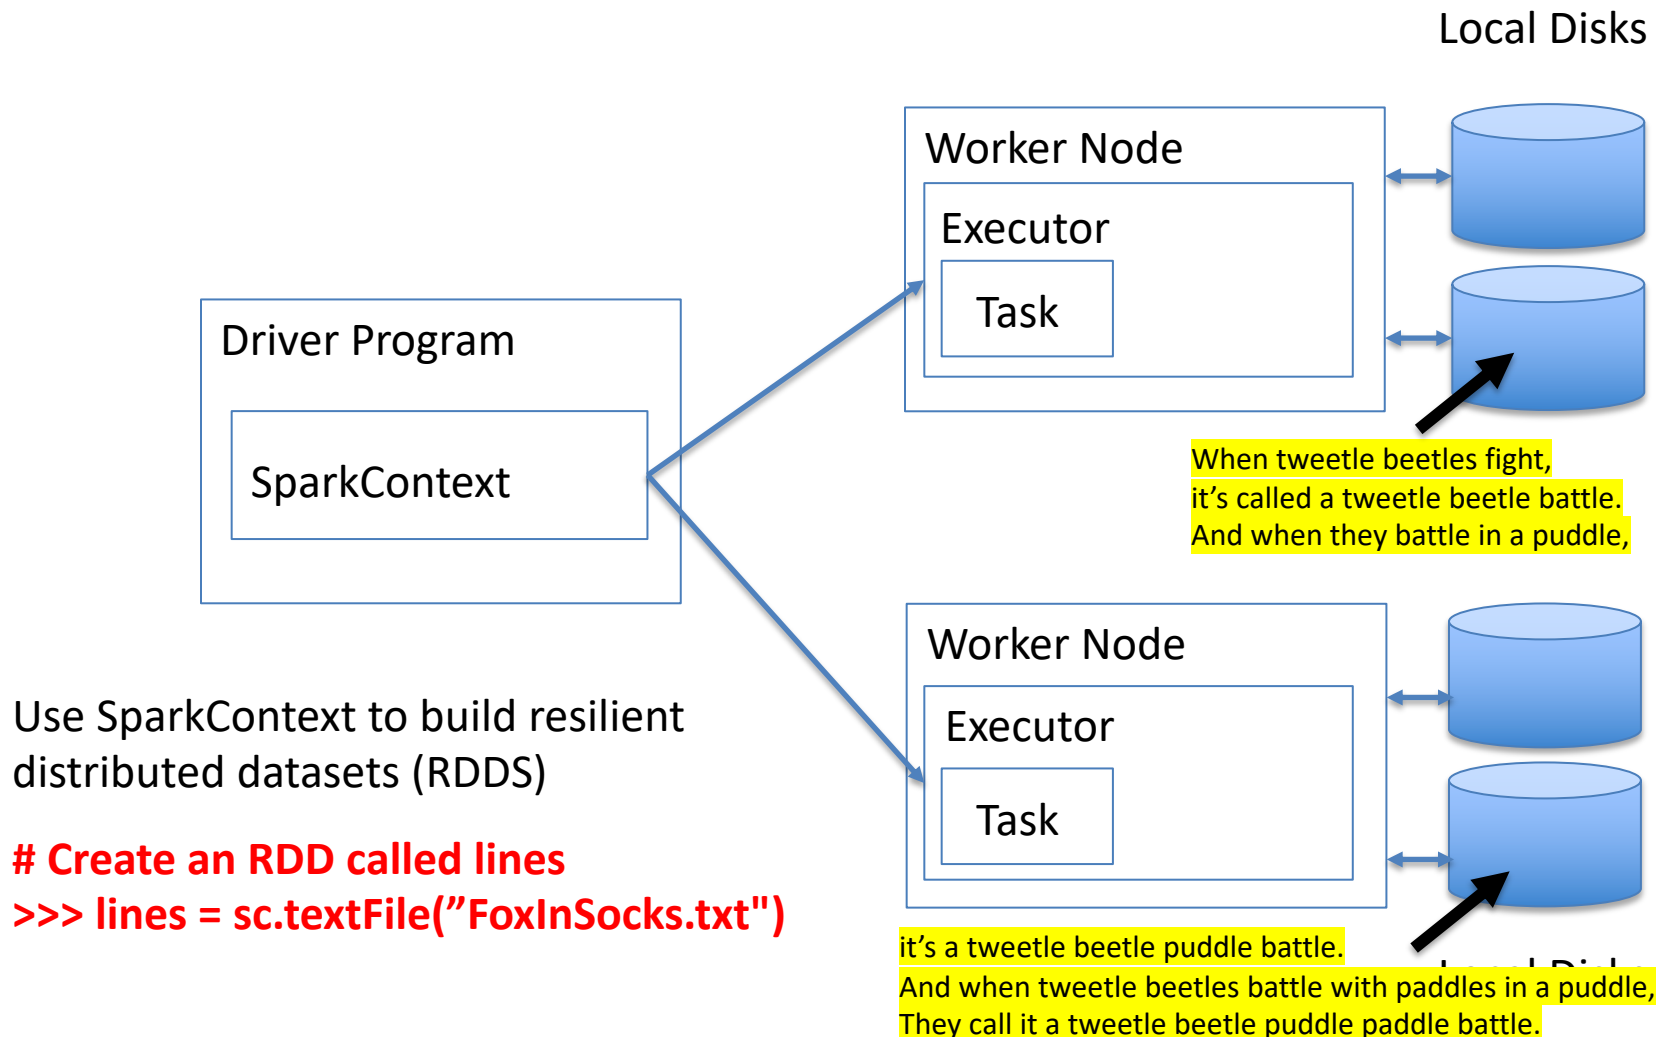 Local Disks
Worker Node
Executor
Task
Driver Program
SparkContext
When tweetle beetles fight,
it’s called a tweetle beetle battle.
And when they battle in a puddle,
Worker Node
Executor
Task
Use SparkContext to build resilient
distributed datasets (RDDS)
# Create an RDD called lines
>>> lines = sc.textFile(”FoxInSocks.txt")
it’s a tweetle beetle puddle battle.
Local Disks
And when tweetle beetles battle with paddles in a puddle,
They call it a tweetle beetle puddle paddle battle.